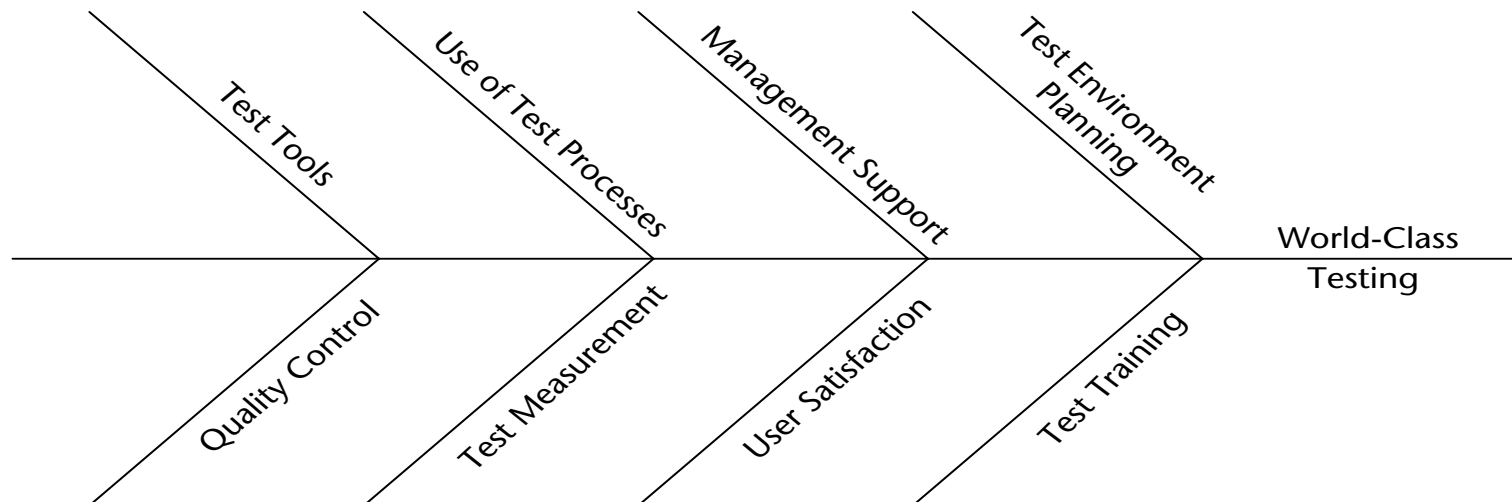 Test Tools
Use of Test Processes
Management Support
Test Environment
Planning
World-Class
Testing
Quality Control
Test Measurement
User Satisfaction
Test Training